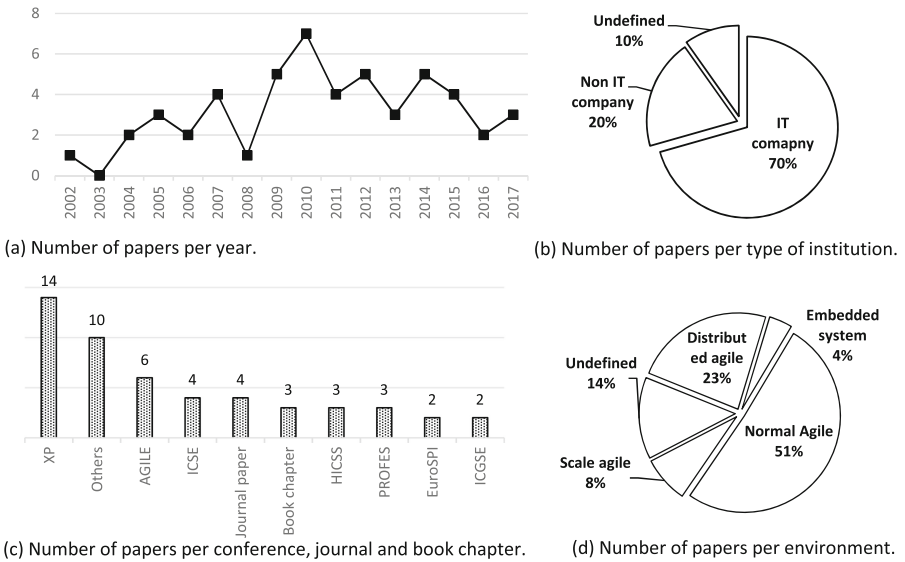 8
6
4
2
0
2002 2003 2004 2005 2006 2007 2008 2009 2010 2011 2012 2013 2014 2015 2016 2017
(a) Number of papers per year.
Undefined
10%
Non IT
company
20%
IT
comapny
70%
(b) Number of papers per type of institution.
14 10 6 4 4 3 3 3 2 2
XP Others AGILE ICSE Journal paper Book chapter HICSS PROFES EuroSPI ICGSE
(c) Number of papers per conference, journal and book chapter.
Embedded
system
4%
Distribut
ed agile
23%
Undefined
14%
Normal Agile
51%
Scale agile
8%
(d) Number of papers per environment.